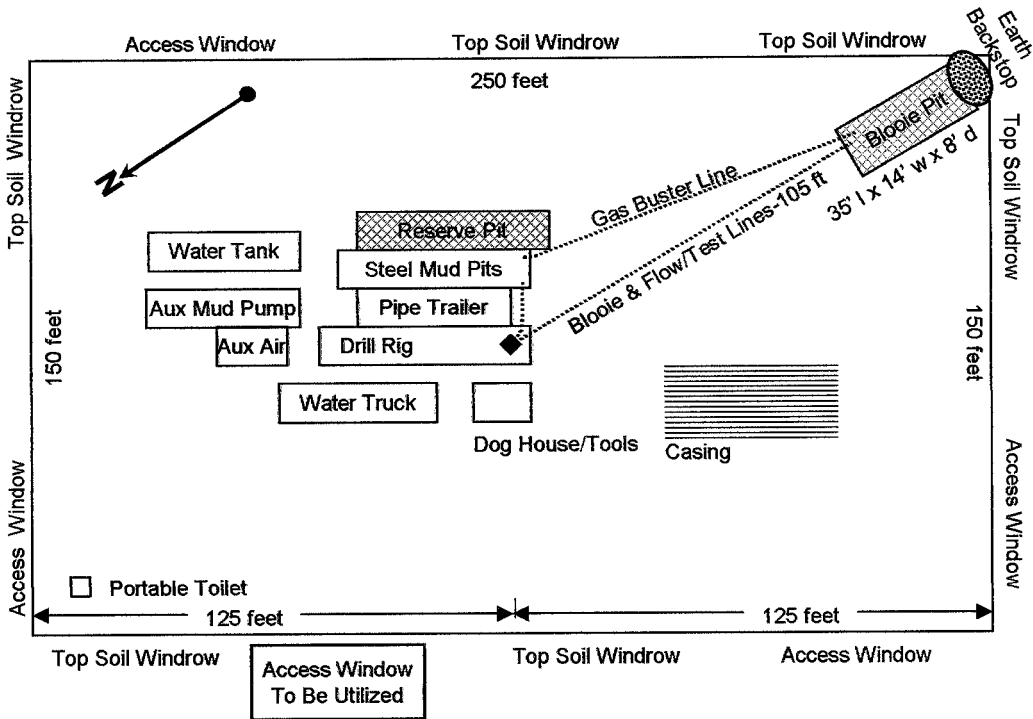 Access Window
Top Soil Windrow
Top Soil Windrow
Earth
Backstop
250 feet
Top Soil Windrow
N
Blooie Pit
35' l x 14' w x 8' d
Top Soil Windrow
Gas Buster Line
Blooie & Flow/Test Lines-105 ft
Reserve Pit
Water Tank
Steel Mud Pits
Aux Mud Pump
Pipe Trailer
Aux Air
Drill Rig
150 feet
150 feet
Water Truck
Dog House/Tools
Casing
Access Window
Access Window
Portable Toilet
125 feet
125 feet
Top Soil Windrow
Access Window
To Be Utilized
Top Soil Windrow
Access Window